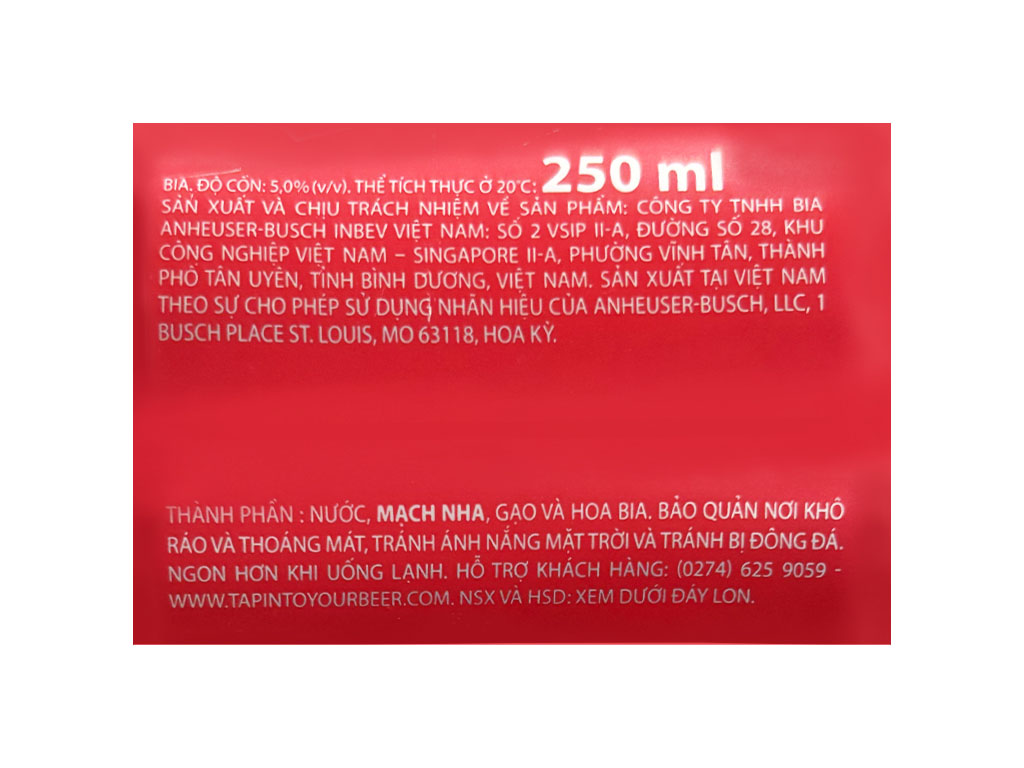 BIA. ĐỘ CỒN: 5,0% (v/v). THỂ TÍCH THỰC Ở 20°C: 250 ml
SẢN XUẤT VÀ CHỊU TRÁCH NHIỆM VỀ SẢN PHẨM: CÔNG TY TNHH BIA
ANHEUSER-BUSCH INBEV VIỆT NAM: SỐ 2 VSIP II-A, ĐƯỜNG SỐ 28, KHU
CÔNG NGHIỆP VIỆT NAM – SINGAPORE II-A, PHƯỜNG VĨNH TÂN, THÀNH
PHỐ TÂN UYÊN, TỈNH BÌNH DƯƠNG, VIỆT NAM. SẢN XUẤT TẠI VIỆT NAM
THEO SỰ CHO PHÉP SỬ DỤNG NHÃN HIỆU CỦA ANHEUSER-BUSCH, LLC, 1
BUSCH PLACE ST. LOUIS, MO 63118, HOA KỲ.
THÀNH PHẦN : NƯỚC, MẠCH NHA, GẠO VÀ HOA BIA. BẢO QUẢN NƠI KHÔ
RÁO VÀ THOÁNG MÁT, TRÁNH ÁNH NẮNG MẶT TRỜI VÀ TRÁNH BỊ ĐÔNG ĐÁ.
NGON HƠN KHI UỐNG LẠNH. HỖ TRỢ KHÁCH HÀNG: (0274) 625 9059 -
WWW.TAPINTOYOURBEER.COM. NSX VÀ HSD: XEM DƯỚI ĐÁY LON.